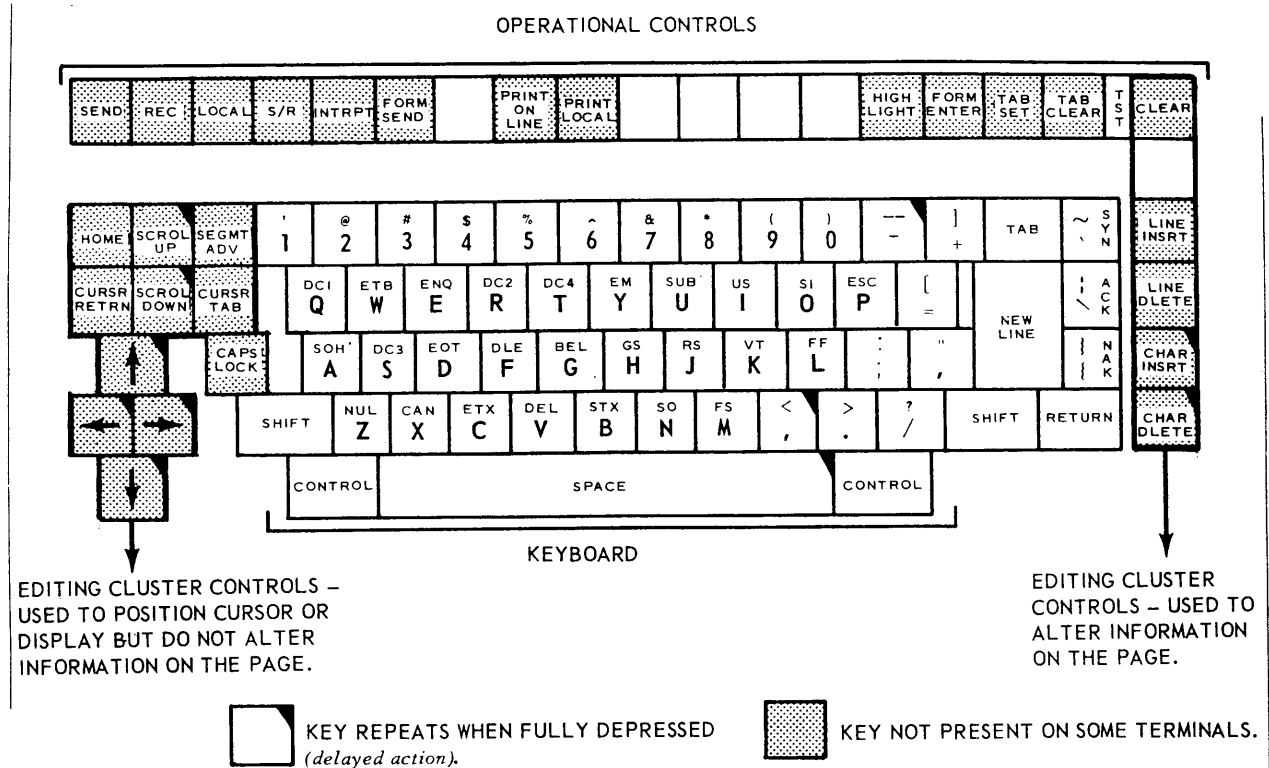 OPERATIONAL CONTROLS
SEND REC LOCAL S/R INTRPT FORM SEND PRINT ON LINE PRINT LOCAL HIGH LIGHT FORM ENTER TAB SET TAB CLEAR TST CLEAR
HOME SCROL UP SEGMT ADV ' 1 @ 2 # 3 $ 4 % 5 ^ 6 & 7 * 8 ( 9 ) 0 — - ] + TAB ~ ` SYN LINE INSRT
CURSR RETRN SCROL DOWN CURSR TAB DC1 Q ETB W ENQ E DC2 R DC4 T EM Y SUB U US I SI O ESC P [ = NEW LINE ¦ \ ACK LINE DLETE
CAPS LOCK SOH A DC3 S EOT D DLE F BEL G GS H RS J VT K FF L : ; " , } { NAK CHAR INSRT
SHIFT NUL Z CAN X ETX C DEL V STX B SO N FS M < , > . ? / SHIFT RETURN CHAR DLETE
CONTROL SPACE CONTROL
KEYBOARD
EDITING CLUSTER CONTROLS –
USED TO POSITION CURSOR OR
DISPLAY BUT DO NOT ALTER
INFORMATION ON THE PAGE.
EDITING CLUSTER
CONTROLS – USED TO
ALTER INFORMATION
ON THE PAGE.
KEY REPEATS WHEN FULLY DEPRESSED
(delayed action).
KEY NOT PRESENT ON SOME TERMINALS.